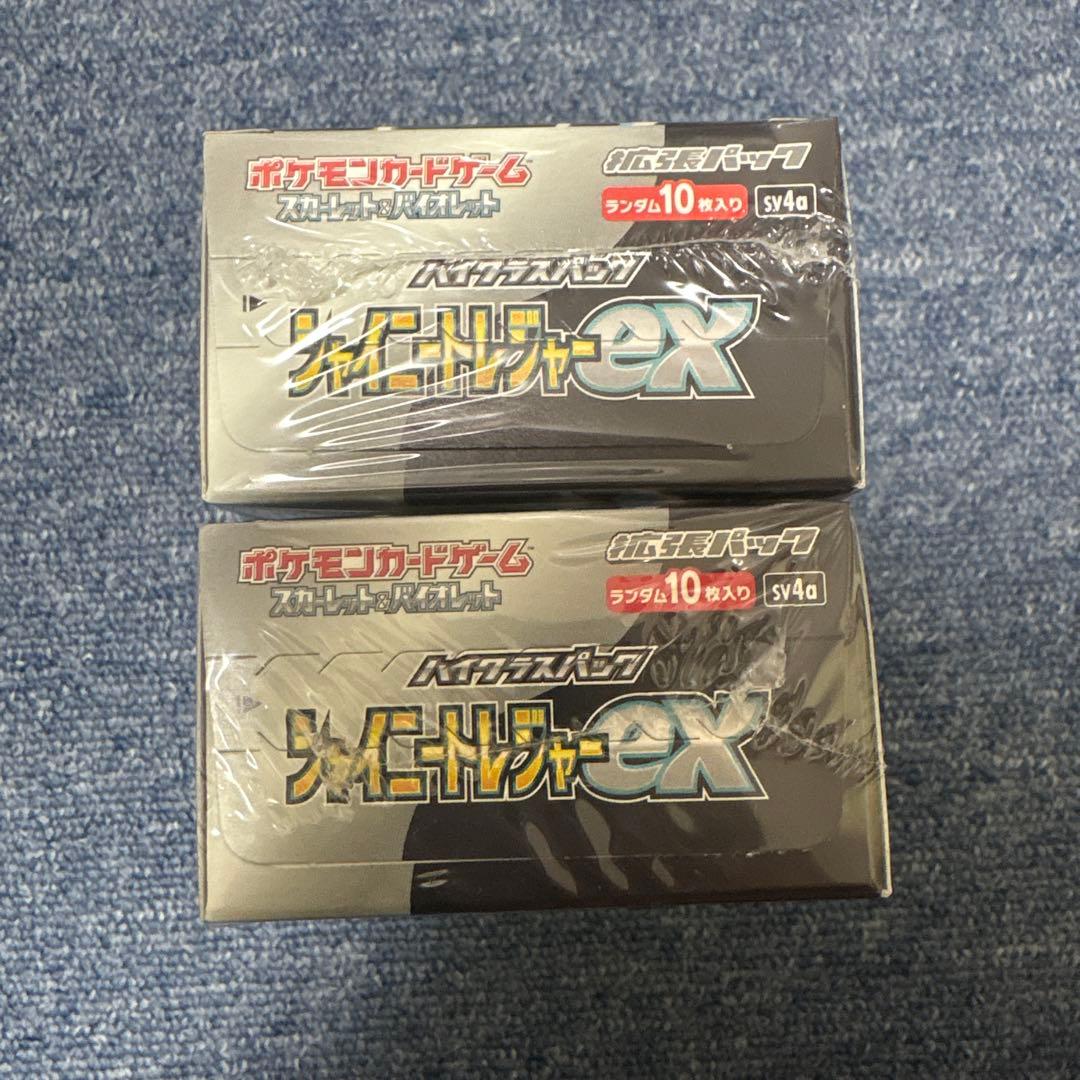 ポケモンカードゲーム™
スカーレット&バイオレット
拡張パック
ランダム10枚入り sv4a
ハイクラスパック
シャイニートレジャーex
ポケモンカードゲーム™
スカーレット&バイオレット
拡張パック
ランダム10枚入り sv4a
ハイクラスパック
シャイニートレジャーex